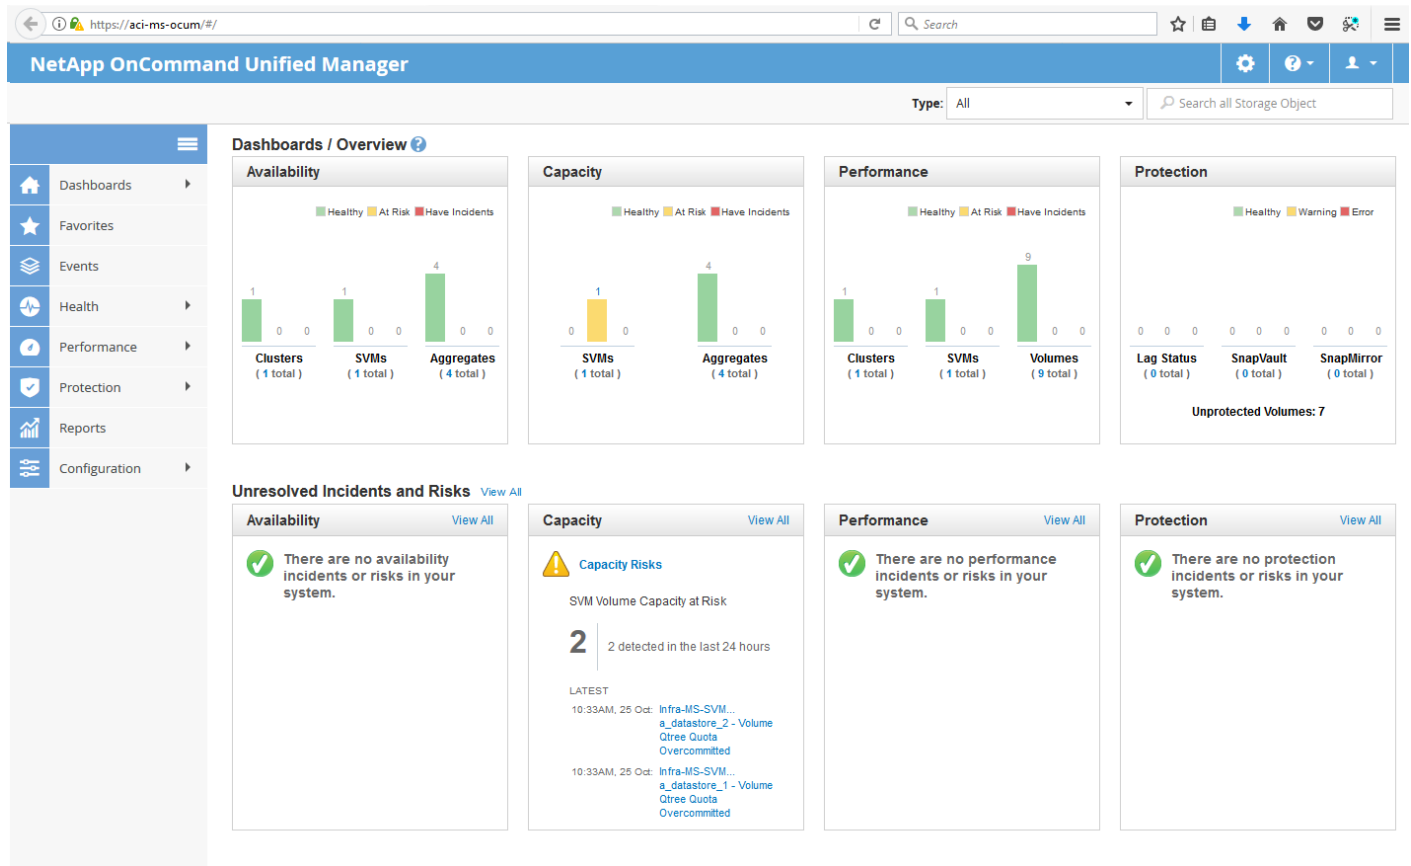 https://aci-ms-ocum/#/
Search
NetApp OnCommand Unified Manager
Type: All
Search all Storage Object
Dashboards
Favorites
Events
Health
Performance
Protection
Reports
Configuration
Dashboards / Overview
Availability
Healthy At Risk Have Incidents
1 0 0 1 0 0 4 0 0
Clusters SVMs Aggregates
( 1 total ) ( 1 total ) ( 4 total )
Capacity
Healthy At Risk Have Incidents
0 1 0 4 0 0
SVMs Aggregates
( 1 total ) ( 4 total )
Performance
Healthy At Risk Have Incidents
1 0 0 1 0 0 9 0 0
Clusters SVMs Volumes
( 1 total ) ( 1 total ) ( 9 total )
Protection
Healthy Warning Error
0 0 0 0 0 0 0 0 0
Lag Status SnapVault SnapMirror
( 0 total ) ( 0 total ) ( 0 total )
Unprotected Volumes: 7
Unresolved Incidents and Risks View All
Availability View All
There are no availability
incidents or risks in your
system.
Capacity View All
Capacity Risks
SVM Volume Capacity at Risk
2 2 detected in the last 24 hours
LATEST
10:33AM, 25 Oct: Infra-MS-SVM...
a_datastore_2 - Volume
Qtree Quota
Overcommitted
10:33AM, 25 Oct: Infra-MS-SVM...
a_datastore_1 - Volume
Qtree Quota
Overcommitted
Performance View All
There are no performance
incidents or risks in your
system.
Protection View All
There are no protection
incidents or risks in your
system.